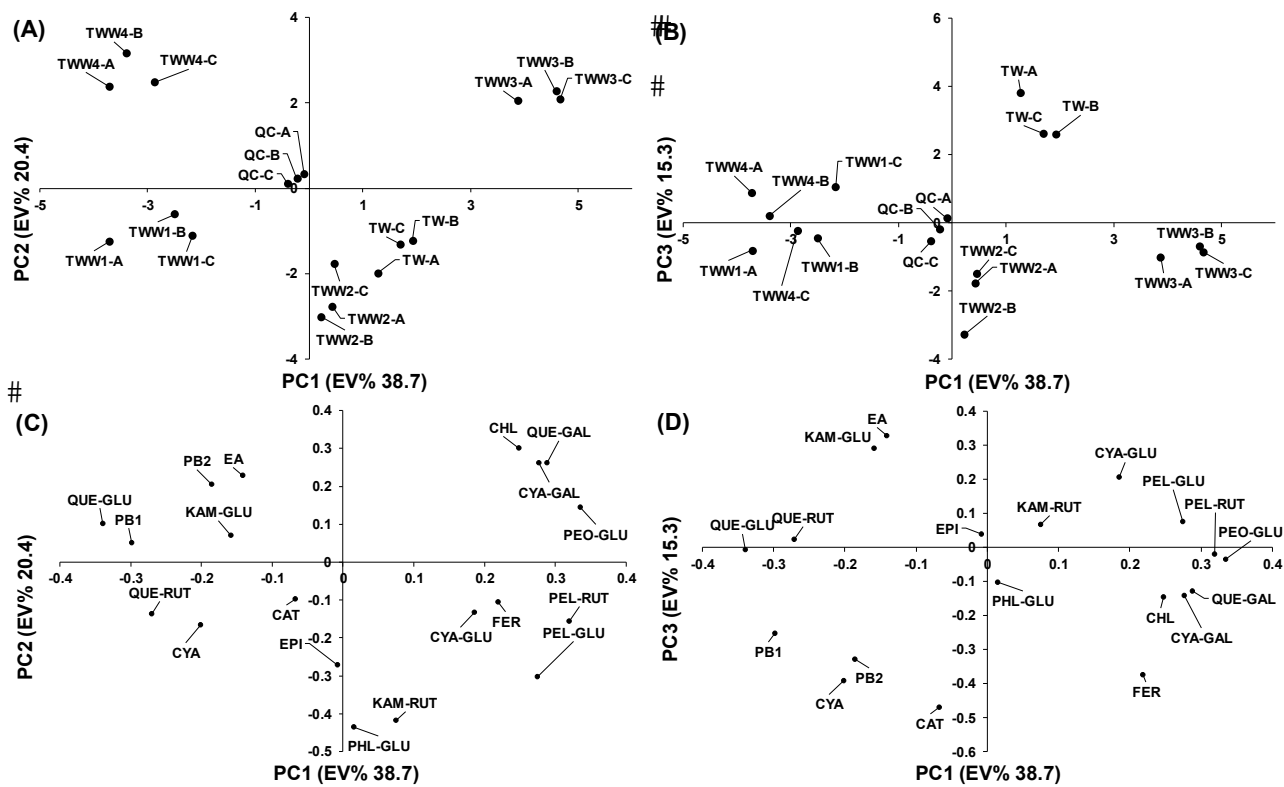 (A)
4
TWW4-B
TWW4-A
TWW4-C
TWW3-B
TWW3-A
TWW3-C
2
QC-A
QC-B
QC-C
0
-5
-3
-1
1
3
5
TWW1-B
TWW1-A
TWW1-C
TW-B
TW-C
TW-A
-2
TWW2-C
TWW2-A
TWW2-B
-4
PC2 (EV% 20.4)
PC1 (EV% 38.7)
##
(B)
#
6
TW-A
4
TW-C
TW-B
2
TWW4-A
TWW1-C
TWW4-B
QC-A
QC-B
QC-C
0
-5
-3
-1
1
3
5
TWW1-A
TWW1-B
TWW4-C
TWW3-B
TWW2-C
TWW2-A
TWW3-A
TWW3-C
-2
TWW2-B
-4
PC3 (EV% 15.3)
PC1 (EV% 38.7)
#
(C)
0.4
CHL
QUE-GAL
0.3
PB2
EA
CYA-GAL
0.2
QUE-GLU
PB1
KAM-GLU
PEO-GLU
0.1
0
-0.4
-0.3
-0.2
-0.1
0
0.1
0.2
0.3
0.4
QUE-RUT
CAT
-0.1
CYA
CYA-GLU
FER
PEL-RUT
PEL-GLU
-0.2
EPI
-0.3
KAM-RUT
-0.4
PHL-GLU
-0.5
PC2 (EV% 20.4)
PC1 (EV% 38.7)
(D)
0.4
EA
KAM-GLU
0.3
CYA-GLU
PEL-GLU
0.2
PEL-RUT
KAM-RUT
0.1
QUE-GLU
QUE-RUT
EPI
PEO-GLU
0
-0.4
-0.3
-0.2
-0.1
0
0.1
0.2
0.3
0.4
PHL-GLU
-0.1
CHL
QUE-GAL
CYA-GAL
-0.2
PB1
-0.3
PB2
CYA
FER
-0.4
CAT
-0.5
-0.6
PC3 (EV% 15.3)
PC1 (EV% 38.7)